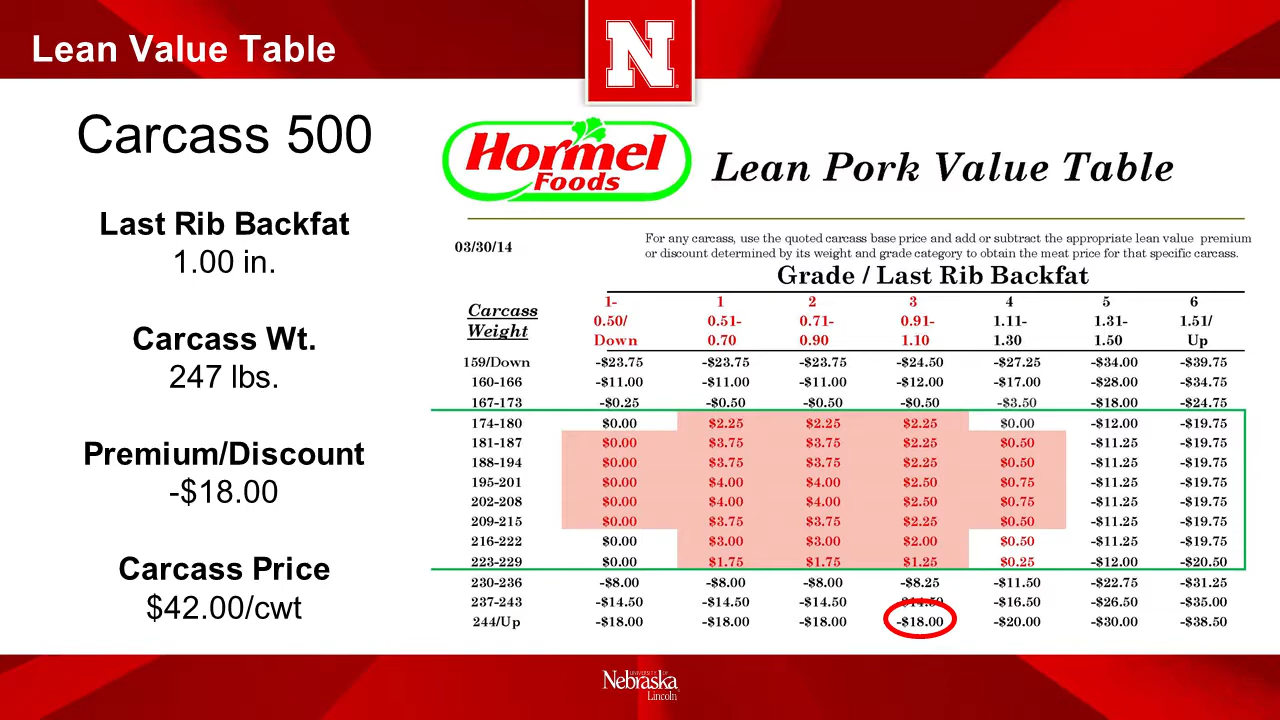 Lean Value Table
N
Carcass 500
Last Rib Backfat
1.00 in.
Carcass Wt.
247 lbs.
Premium/Discount
-$18.00
Carcass Price
$42.00/cwt
Hormel
Foods
Lean Pork Value Table
03/30/14
For any carcass, use the quoted carcass base price and add or subtract the appropriate lean value premium
or discount determined by its weight and grade category to obtain the meat price for that specific carcass.
Grade / Last Rib Backfat
Carcass
Weight
1- 1 2 3 4 5 6
0.50/ 0.51- 0.71- 0.91- 1.11- 1.31- 1.51/
Down 0.70 0.90 1.10 1.30 1.50 Up
159/Down -$23.75 -$23.75 -$23.75 -$24.50 -$27.25 -$34.00 -$39.75
160-166 -$11.00 -$11.00 -$11.00 -$12.00 -$17.00 -$28.00 -$34.75
167-173 -$0.25 -$0.50 -$0.50 -$0.50 -$3.50 -$18.00 -$24.75
174-180 $0.00 $2.25 $2.25 $2.25 $0.00 -$12.00 -$19.75
181-187 $0.00 $3.75 $3.75 $2.25 $0.50 -$11.25 -$19.75
188-194 $0.00 $3.75 $3.75 $2.25 $0.50 -$11.25 -$19.75
195-201 $0.00 $4.00 $4.00 $2.50 $0.75 -$11.25 -$19.75
202-208 $0.00 $4.00 $4.00 $2.50 $0.75 -$11.25 -$19.75
209-215 $0.00 $3.75 $3.75 $2.25 $0.50 -$11.25 -$19.75
216-222 $0.00 $3.00 $3.00 $2.00 $0.50 -$11.25 -$19.75
223-229 $0.00 $1.75 $1.75 $1.25 $0.25 -$12.00 -$20.50
230-236 -$8.00 -$8.00 -$8.00 -$8.25 -$11.50 -$22.75 -$31.25
237-243 -$14.50 -$14.50 -$14.50 -$14.50 -$16.50 -$26.50 -$35.00
244/Up -$18.00 -$18.00 -$18.00 -$18.00 -$20.00 -$30.00 -$38.50
UNIVERSITY OF
Nebraska
Lincoln